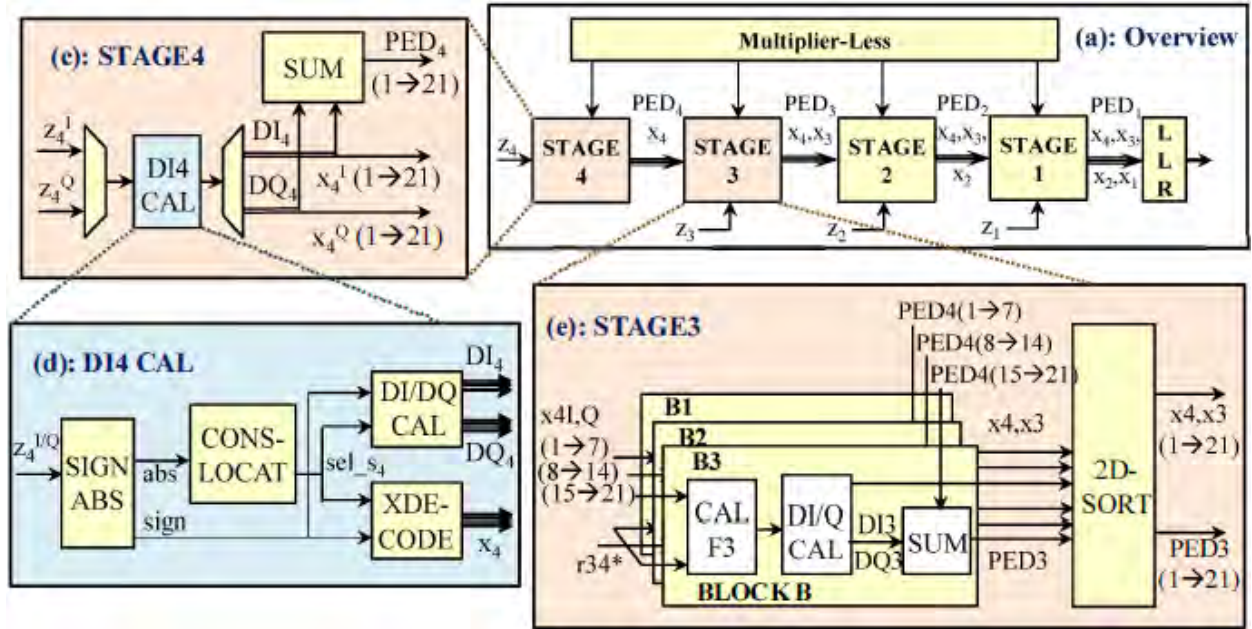 (c): STAGE4
SUM
PED4
(1→21)
z4^I
z4^Q
DI4
CAL
DI4
DQ4
x4^I (1→21)
x4^Q (1→21)
(a): Overview
Multiplier-Less
z4
STAGE
4
PED4
x4
STAGE
3
z3
PED3
x4,x3
STAGE
2
z2
PED2
x4,x3,
x2
STAGE
1
z1
PED1
x4,x3,
x2,x1
L
L
R
(d): DI4 CAL
z4^I/Q
SIGN
ABS
abs
sign
CONS-
LOCAT
sel_s4
DI/DQ
CAL
DI4
DQ4
XDE-
CODE
x4
(e): STAGE3
PED4(1→7)
PED4(8→14)
PED4(15→21)
x4I,Q
(1→7)
(8→14)
(15→21)
r34*
B1
B2
B3
CAL
F3
DI/Q
CAL
DI3
DQ3
SUM
BLOCK B
x4,x3
PED3
2D-
SORT
x4,x3
(1→21)
PED3
(1→21)